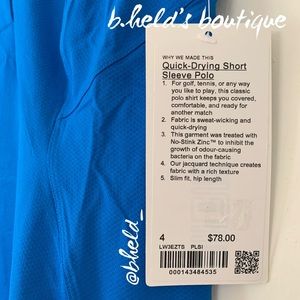 b.held's boutique
WHY WE MADE THIS
Quick-Drying Short
Sleeve Polo
1. For golf, tennis, or any way
you like to play, this classic
polo shirt keeps you covered,
comfortable, and ready for
another match
2. Fabric is sweat-wicking and
quick-drying
3. This garment was treated with
No-Stink Zinc™ to inhibit the
growth of odour-causing
bacteria on the fabric
4. Our jacquard technique creates
fabric with a rich texture
5. Slim fit, hip length
4 $78.00
LW3EZTS PLSI
000143484535
@bheld_